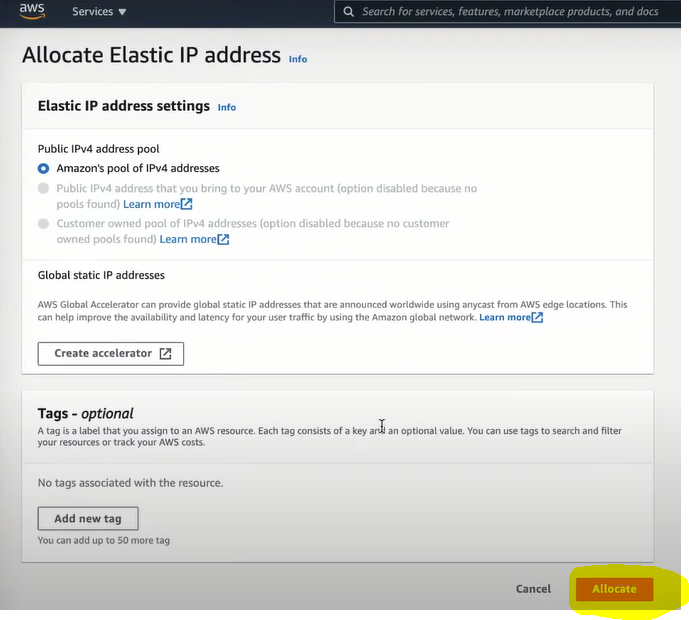 aws
Services
Search for services, features, marketplace products, and docs
Allocate Elastic IP address Info
Elastic IP address settings Info
Public IPv4 address pool
Amazon's pool of IPv4 addresses
Public IPv4 address that you bring to your AWS account (option disabled because no
pools found) Learn more
Customer owned pool of IPv4 addresses (option disabled because no customer
owned pools found) Learn more
Global static IP addresses
AWS Global Accelerator can provide global static IP addresses that are announced worldwide using anycast from AWS edge locations. This
can help improve the availability and latency for your user traffic by using the Amazon global network. Learn more
Create accelerator
Tags - optional
A tag is a label that you assign to an AWS resource. Each tag consists of a key and an optional value. You can use tags to search and filter
your resources or track your AWS costs.
No tags associated with the resource.
Add new tag
You can add up to 50 more tag
Cancel
Allocate